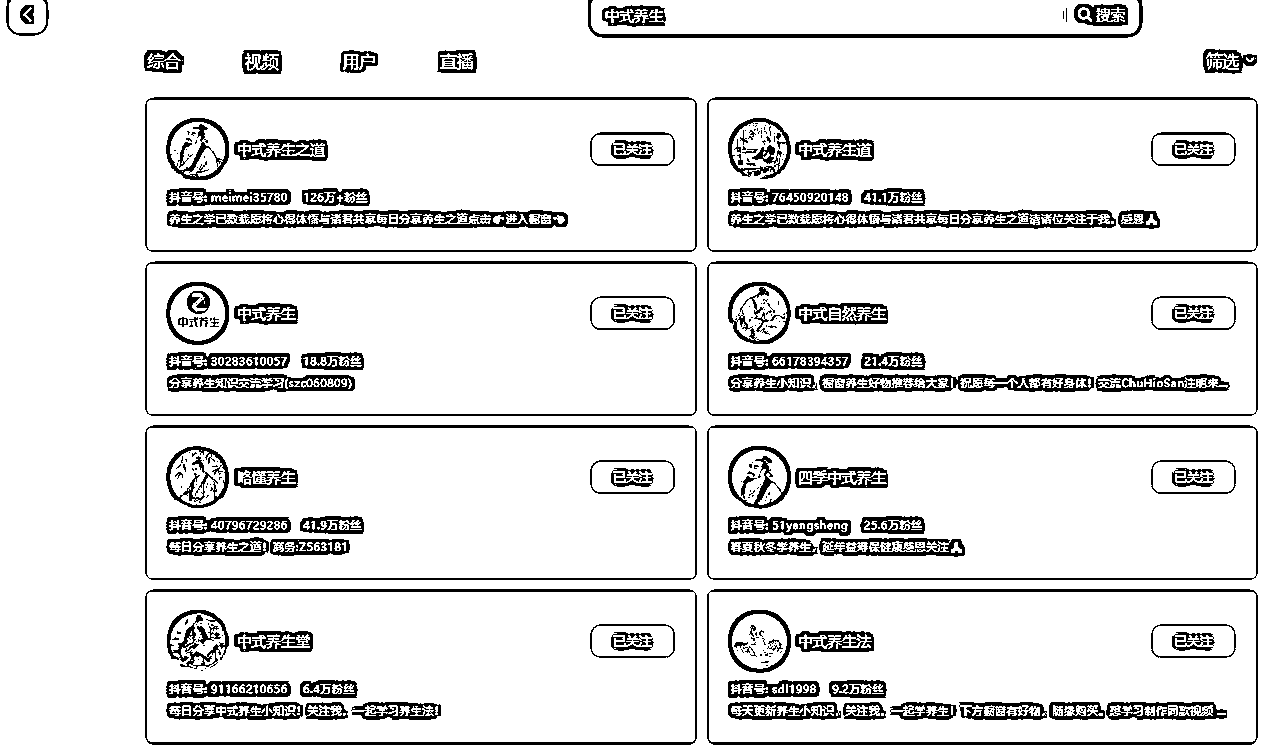 中式养生
搜索
综合 视频 用户 直播 筛选
中式养生之道 已关注
抖音号: meimei35780 126万+粉丝
养生之学已数载愿将心得体悟与诸君共享每日分享养生之道点击👉进入橱窗👈
中式养生道 已关注
抖音号: 76450920148 41.1万粉丝
养生之学已数载愿将心得体悟与诸君共享每日分享养生之道请诸位关注于我，感恩🙏
中式养生
中式养生 已关注
抖音号: 30283610057 18.8万粉丝
分享养生知识交流学习(szc060809)
中式自然养生 已关注
抖音号: 66178394357 21.4万粉丝
分享养生小知识，橱窗养生好物推荐给大家！祝愿每一个人都有好身体！交流ChuHioSan注明来...
略懂养生 已关注
抖音号: 40796729286 41.9万粉丝
每日分享养生之道！商务:Z563181
四季中式养生 已关注
抖音号: 51yangsheng 25.6万粉丝
春夏秋冬季养生，延年益寿保健康感恩关注🙏
中式养生堂 已关注
抖音号: 91166210656 6.4万粉丝
每日分享中式养生小知识！关注我，一起学习养生法！
中式养生法 已关注
抖音号: sdl1998 9.2万粉丝
每天更新养生小知识，关注我，一起学养生！下方橱窗有好物，随缘购买。想学习制作同款视频...